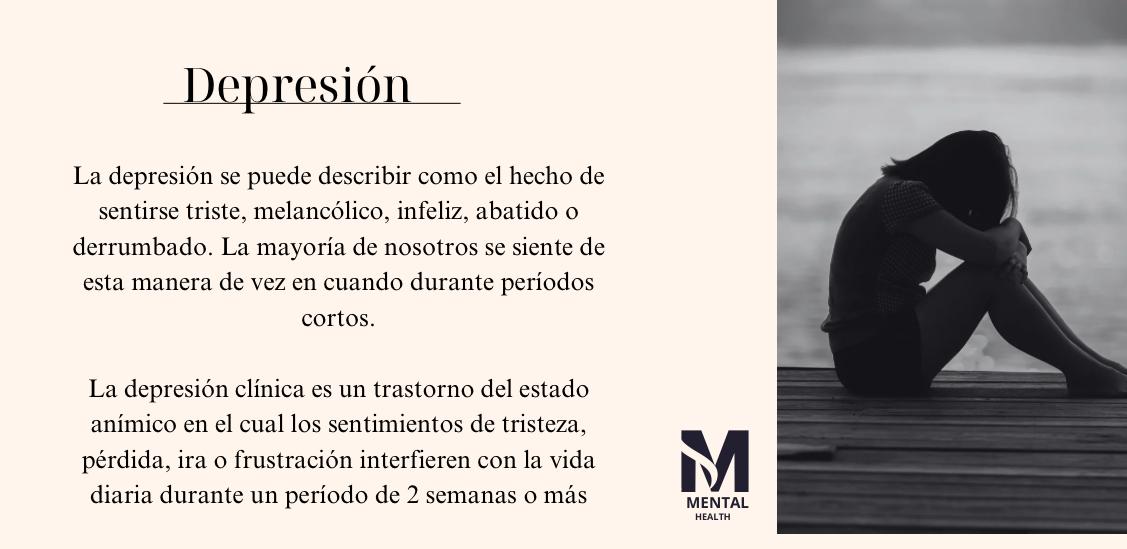 Depresión
La depresión se puede describir como el hecho de
sentirse triste, melancólico, infeliz, abatido o
derrumbado. La mayoría de nosotros se siente de
esta manera de vez en cuando durante períodos
cortos.
La depresión clínica es un trastorno del estado
anímico en el cual los sentimientos de tristeza,
pérdida, ira o frustración interfieren con la vida
diaria durante un período de 2 semanas o más
M
MENTAL
HEALTH